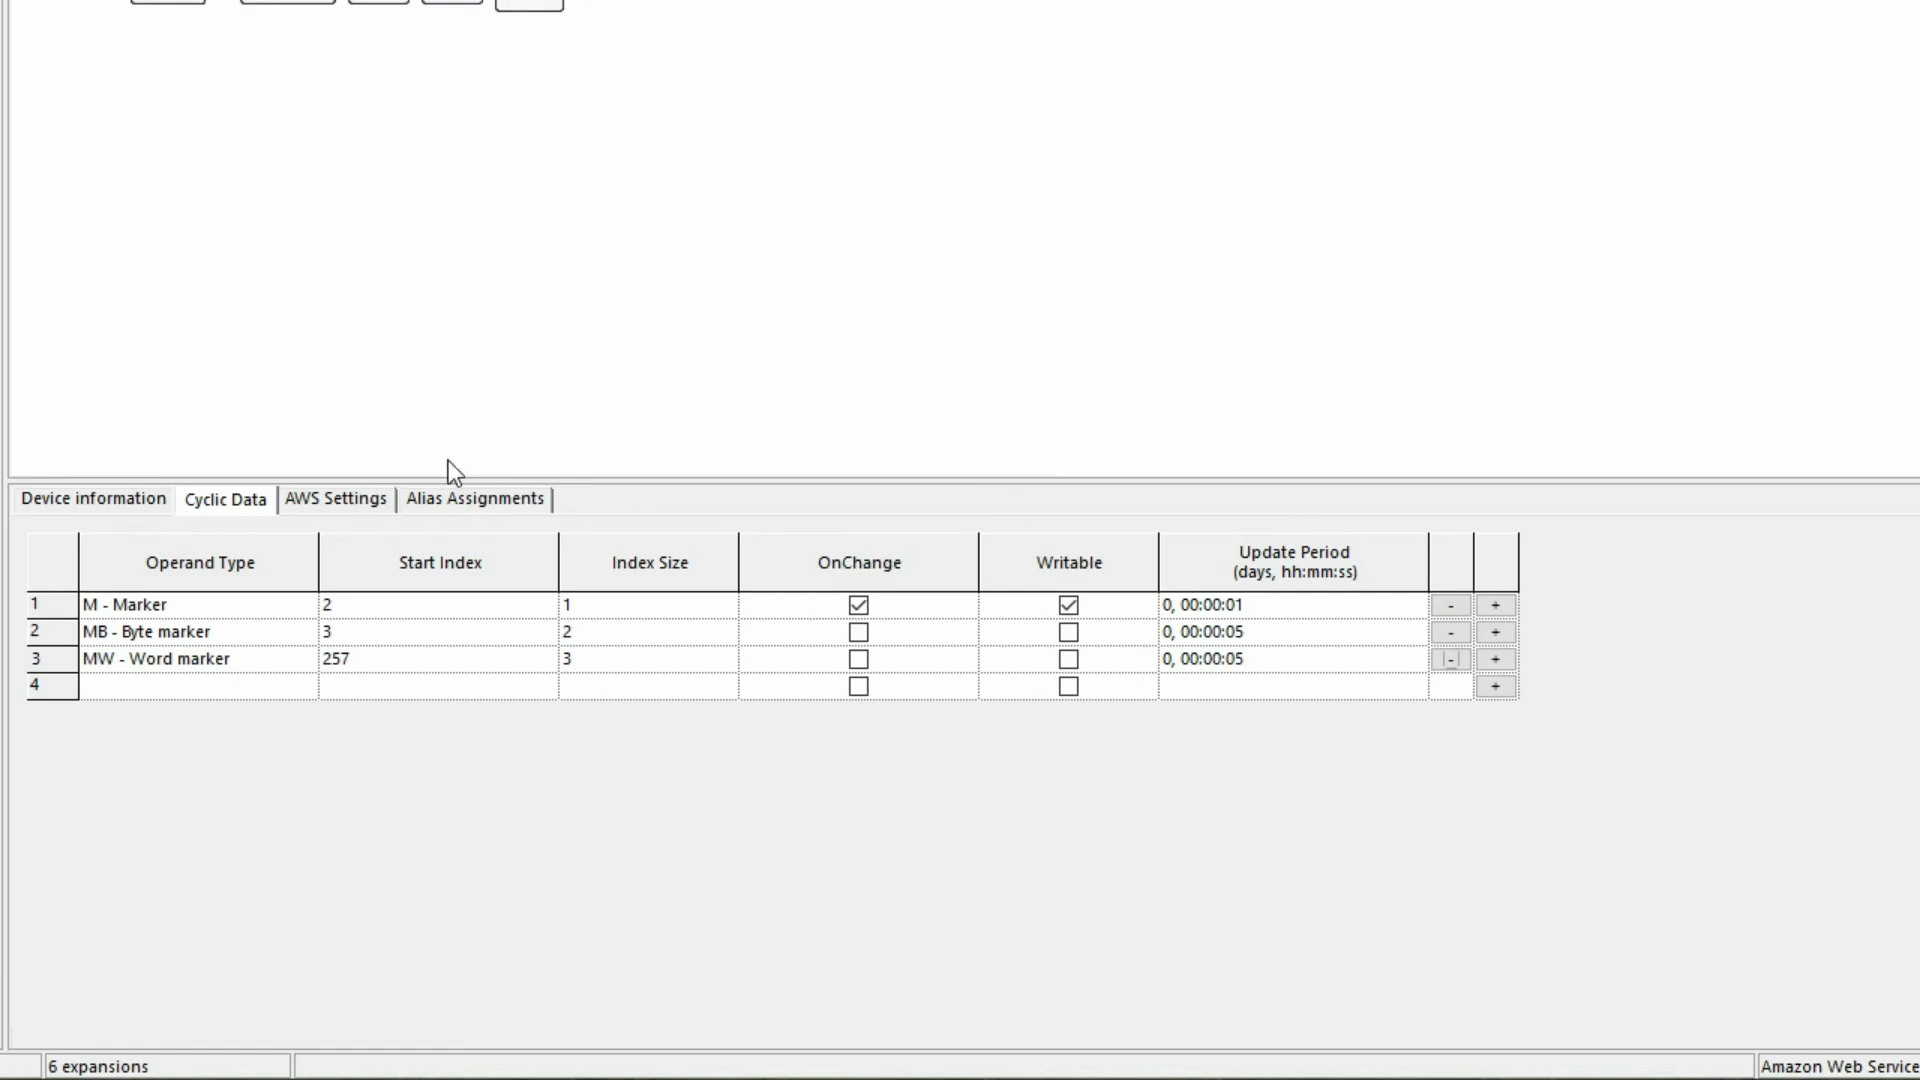 Device information Cyclic Data AWS Settings Alias Assignments
Operand Type Start Index Index Size OnChange Writable Update Period
(days, hh:mm:ss)
1 M - Marker 2 1 0, 00:00:01 - +
2 MB - Byte marker 3 2 0, 00:00:05 - +
3 MW - Word marker 257 3 0, 00:00:05 - +
4 +
6 expansions Amazon Web Service